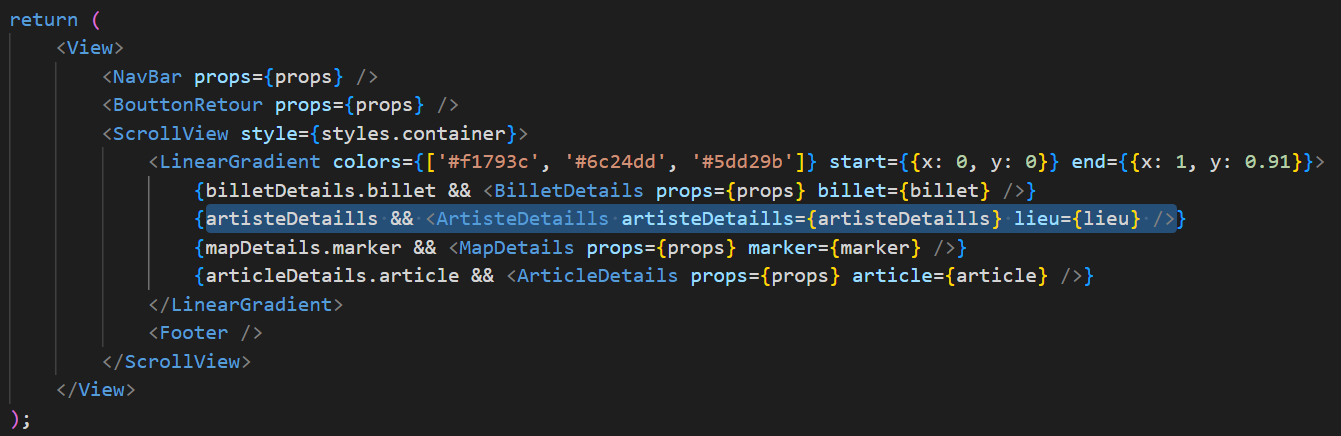 return (
<View>
<NavBar props={props} />
<BouttonRetour props={props} />
<ScrollView style={styles.container}>
<LinearGradient colors={['#f1793c', '#6c24dd', '#5dd29b']} start={{x: 0, y: 0}} end={{x: 1, y: 0.91}}>
{billetDetails.billet && <BilletDetails props={props} billet={billet} />}
{artisteDetaills && <ArtisteDetaills artisteDetaills={artisteDetaills} lieu={lieu} />}
{mapDetails.marker && <MapDetails props={props} marker={marker} />}
{articleDetails.article && <ArticleDetails props={props} article={article} />}
</LinearGradient>
<Footer />
</ScrollView>
</View>
);